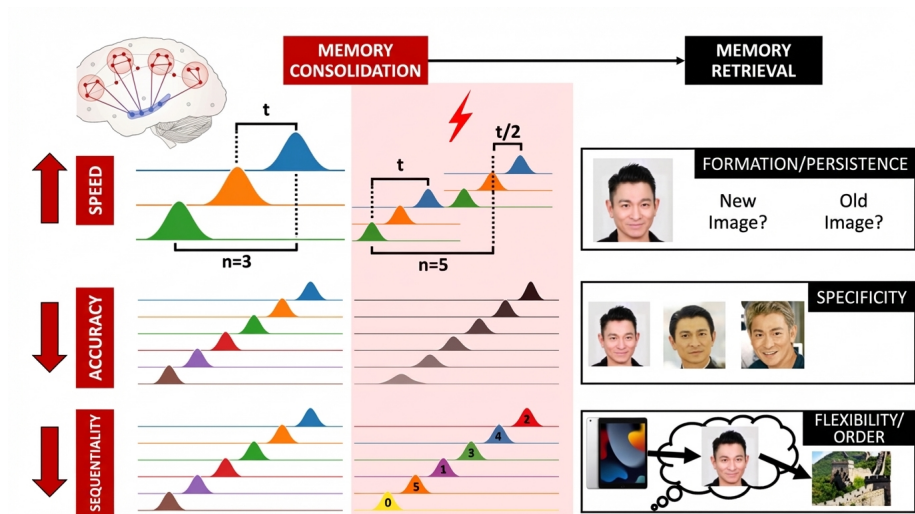 MEMORY
CONSOLIDATION
MEMORY
RETRIEVAL
SPEED
t
n=3
t
t/2
n=5
FORMATION/PERSISTENCE
New
Image?
Old
Image?
ACCURACY
SPECIFICITY
SEQUENTIALITY
2
4
3
1
5
0
FLEXIBILITY/
ORDER